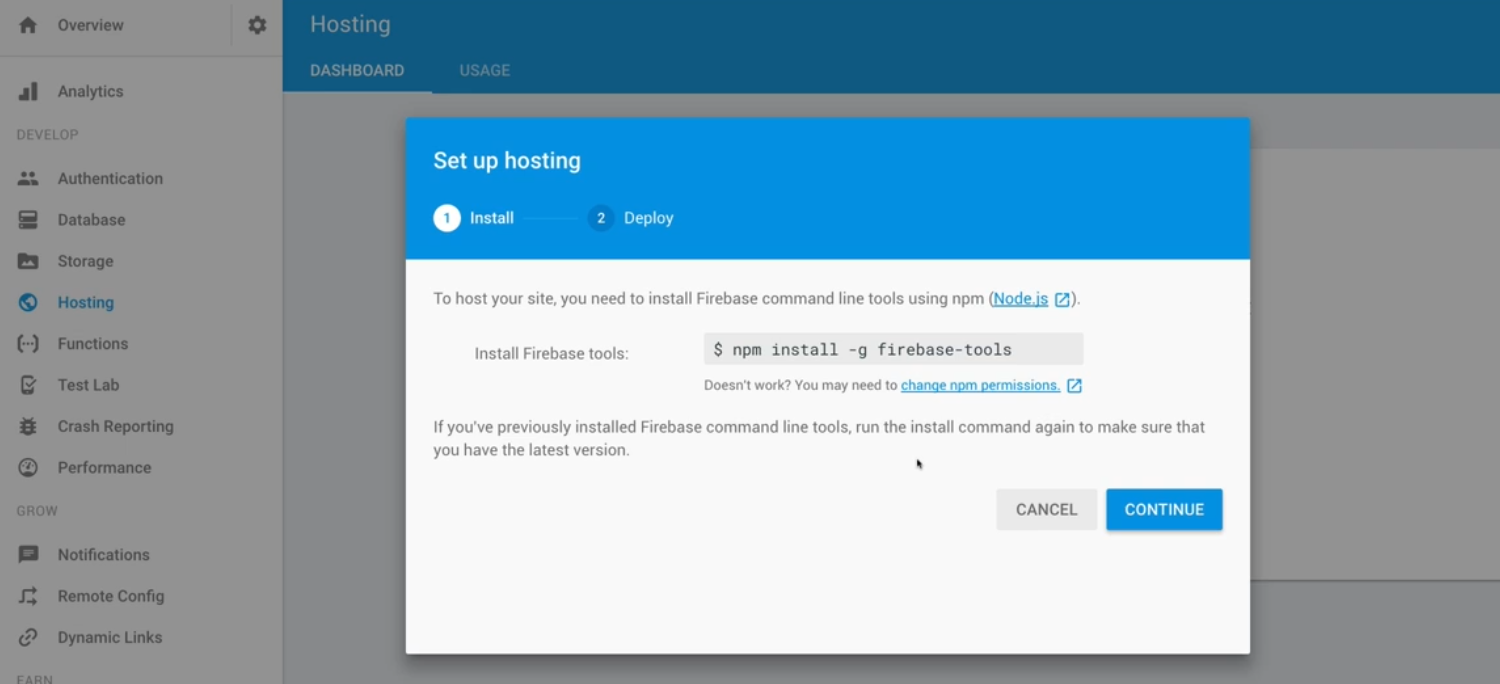 Overview
Analytics
DEVELOP
Authentication
Database
Storage
Hosting
Functions
Test Lab
Crash Reporting
Performance
GROW
Notifications
Remote Config
Dynamic Links
EARN
Hosting
DASHBOARD USAGE
Set up hosting
1 Install 2 Deploy
To host your site, you need to install Firebase command line tools using npm (Node.js ).
Install Firebase tools: $ npm install -g firebase-tools
Doesn't work? You may need to change npm permissions.
If you've previously installed Firebase command line tools, run the install command again to make sure that
you have the latest version.
CANCEL CONTINUE